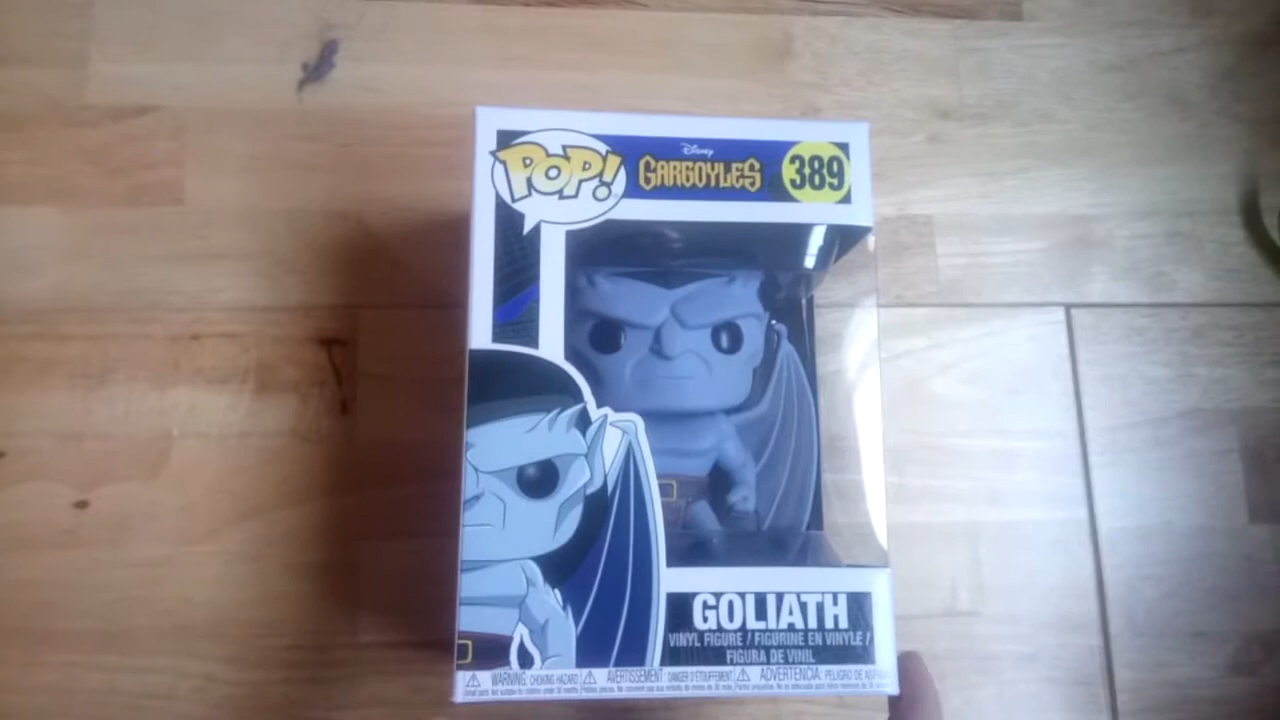 POP!
Disney
GARGOYLES
389
GOLIATH
VINYL FIGURE / FIGURINE EN VINYLE /
FIGURA DE VINIL
WARNING: CHOKING HAZARD
AVERTISSEMENT: DANGER D'ÉTOUFFEMENT
ADVERTENCIA: PELIGRO DE